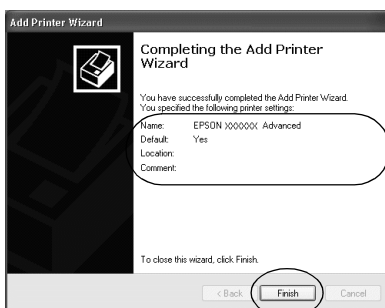 Add Printer Wizard
Completing the Add Printer
Wizard
You have successfully completed the Add Printer Wizard.
You specified the following printer settings:
Name: EPSON XXXXXX Advanced
Default: Yes
Location:
Comment:
To close this wizard, click Finish.
< Back Finish Cancel